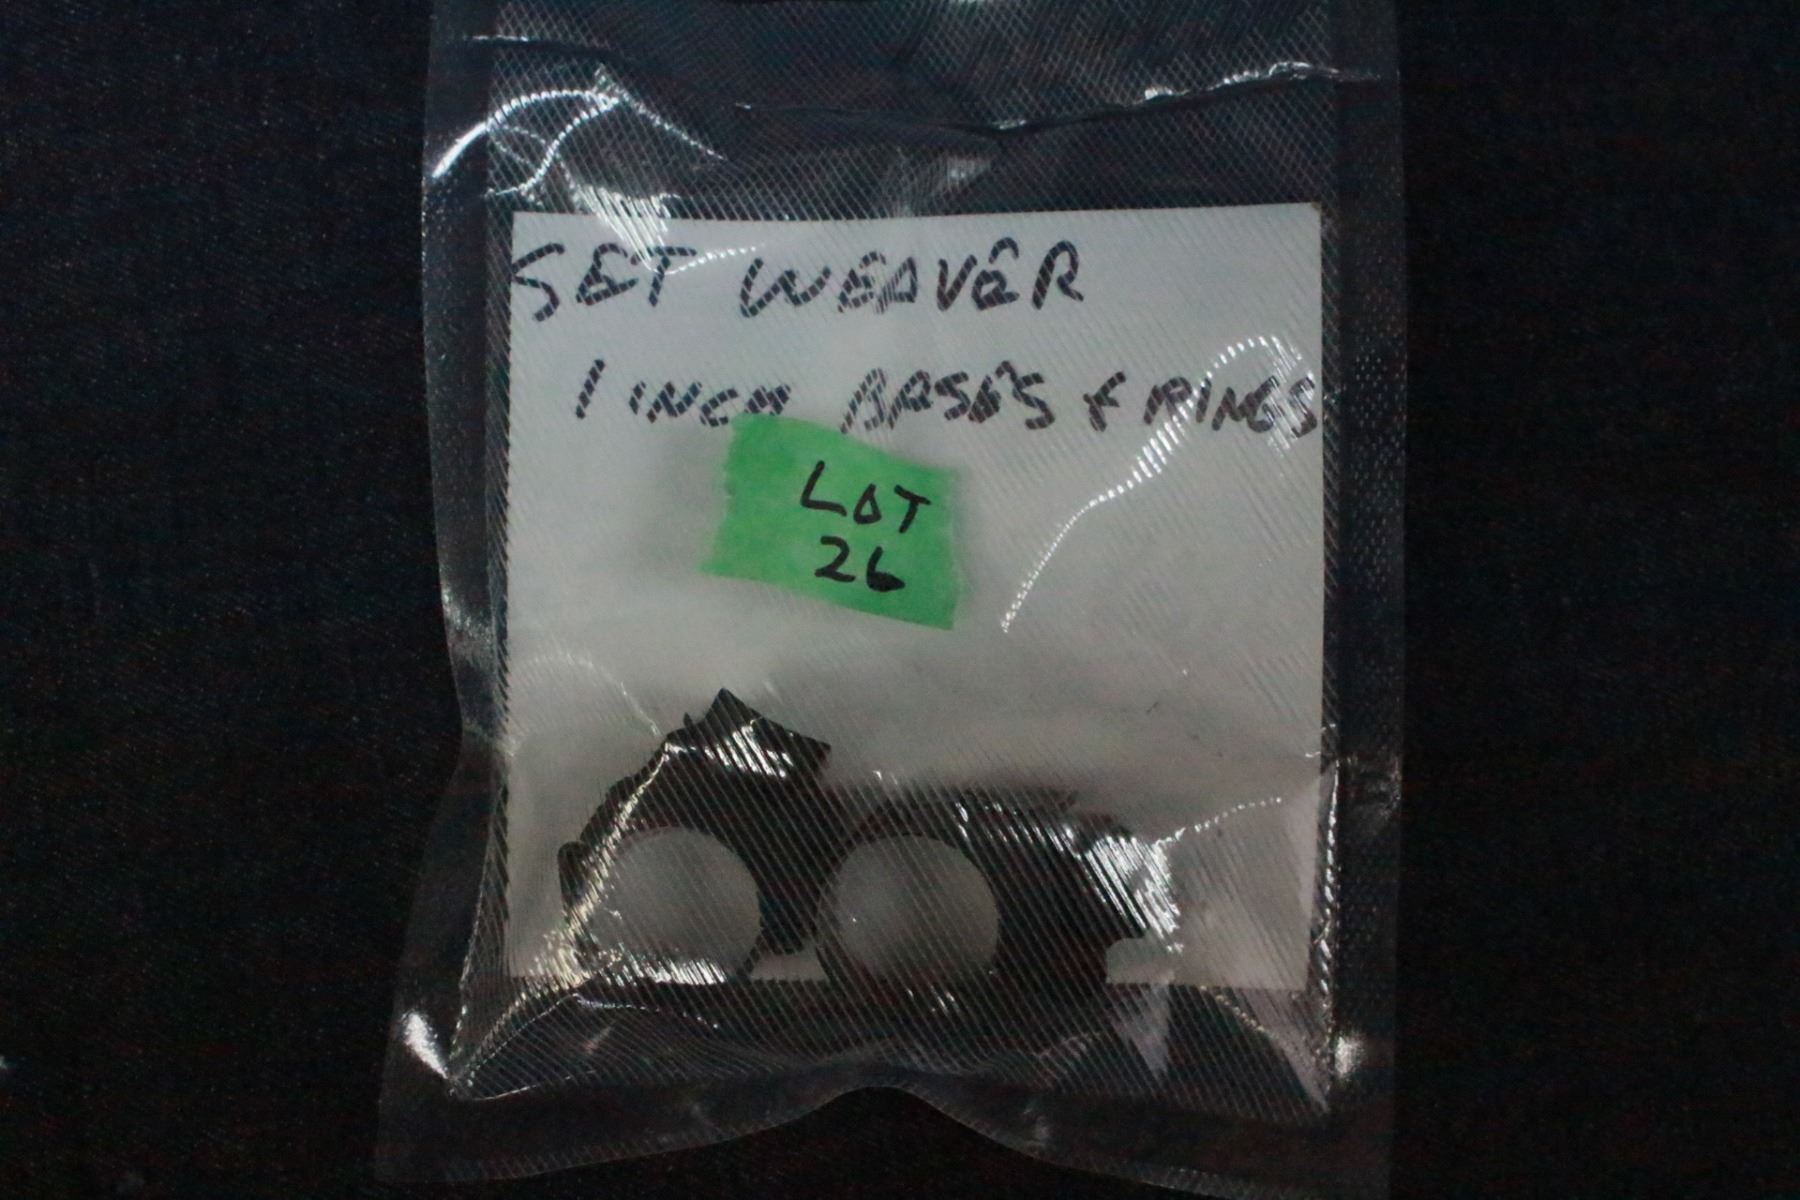 SET WEAVER
1 INCH BASES & RINGS
LOT
26